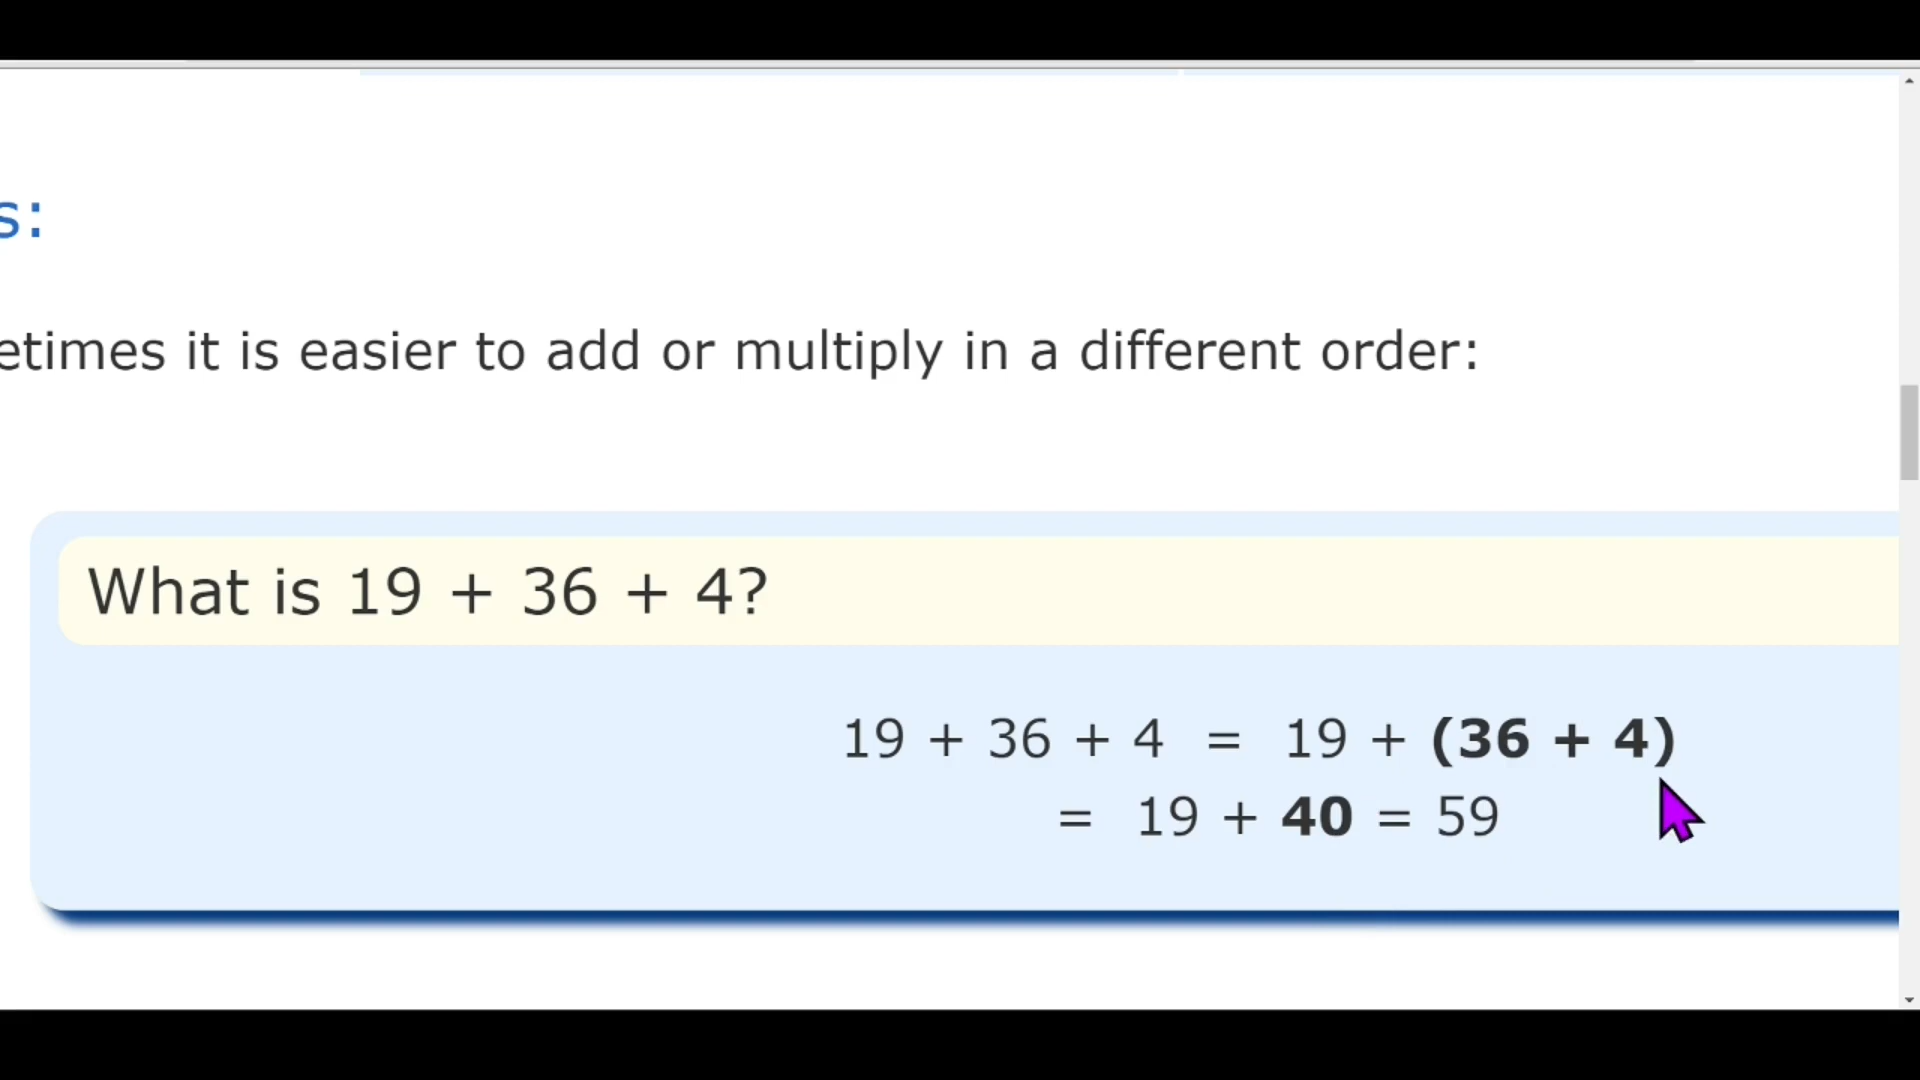 s:
etimes it is easier to add or multiply in a different order:
What is 19 + 36 + 4?
19 + 36 + 4 = 19 + (36 + 4)
= 19 + 40 = 59